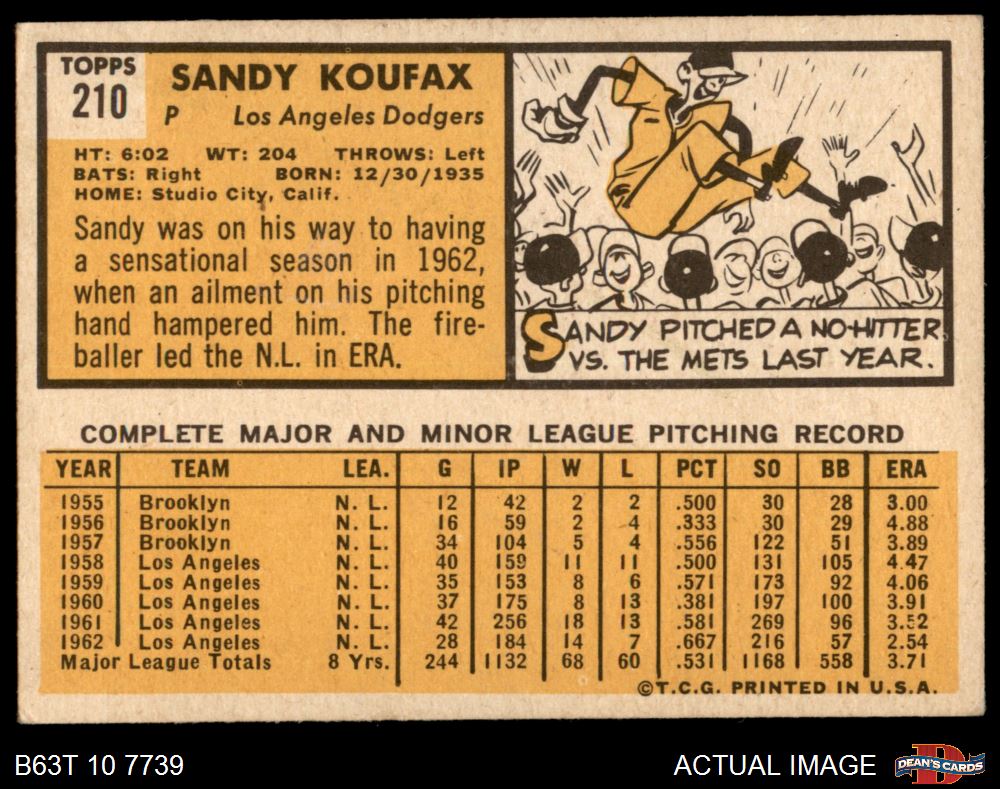 TOPPS
210
SANDY KOUFAX
P Los Angeles Dodgers
HT: 6:02 WT: 204 THROWS: Left
BATS: Right BORN: 12/30/1935
HOME: Studio City, Calif.
Sandy was on his way to having
a sensational season in 1962,
when an ailment on his pitching
hand hampered him. The fire-
baller led the N.L. in ERA.
SANDY PITCHED A NO-HITTER
VS. THE METS LAST YEAR.
COMPLETE MAJOR AND MINOR LEAGUE PITCHING RECORD
YEAR TEAM LEA. G IP W L PCT SO BB ERA
1955 Brooklyn N. L. 12 42 2 2 .500 30 28 3.00
1956 Brooklyn N. L. 16 59 2 4 .333 30 29 4.88
1957 Brooklyn N. L. 34 104 5 4 .556 122 51 3.89
1958 Los Angeles N. L. 40 159 11 11 .500 131 105 4.47
1959 Los Angeles N. L. 35 153 8 6 .571 173 92 4.06
1960 Los Angeles N. L. 37 175 8 13 .381 197 100 3.91
1961 Los Angeles N. L. 42 256 18 13 .581 269 96 3.52
1962 Los Angeles N. L. 28 184 14 7 .667 216 57 2.54
Major League Totals 8 Yrs. 244 1132 68 60 .531 1168 558 3.71
©T.C.G. PRINTED IN U.S.A.
B63T 10 7739
ACTUAL IMAGE
DEAN'S CARDS